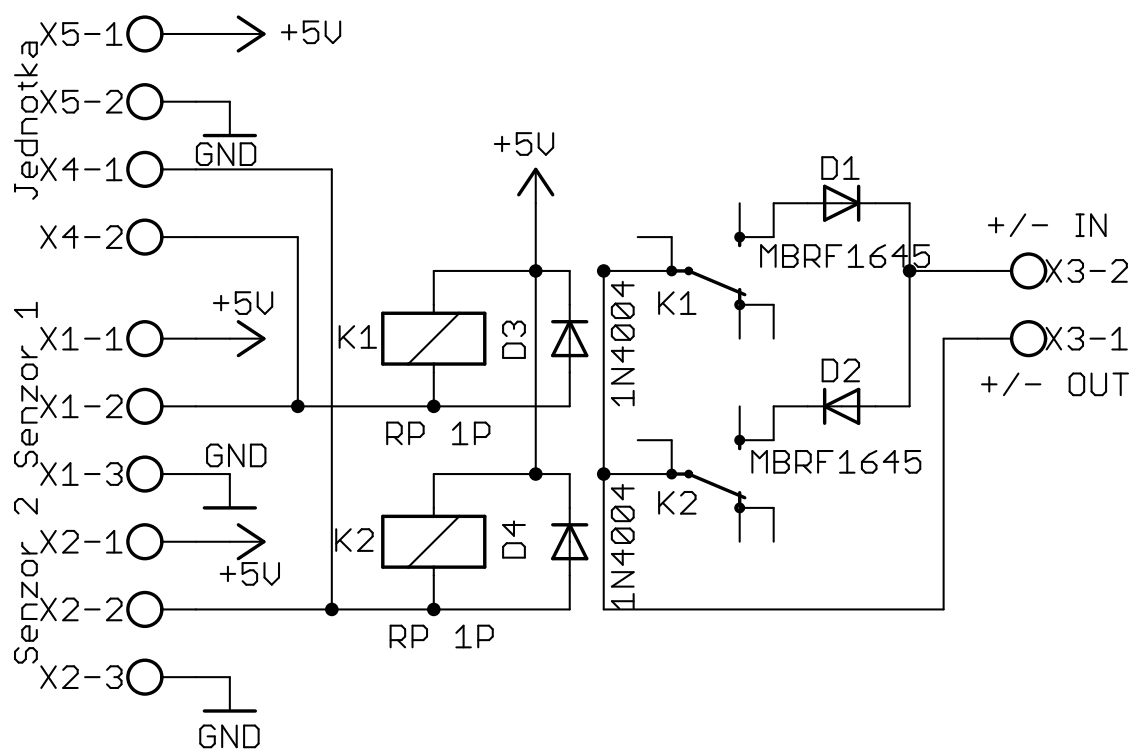 X5-1
+5V
X5-2
GND
Jednotka
X4-1
X4-2
+5V
D1
MBRF1645
+/- IN
X3-2
K1
X3-1
+/- OUT
+5V
X1-1
Senzor 1
X1-2
GND
X1-3
K1
D3
1N4004
RP 1P
D2
MBRF1645
K2
Senzor 2
X2-1
+5V
X2-2
X2-3
GND
K2
D4
1N4004
RP 1P